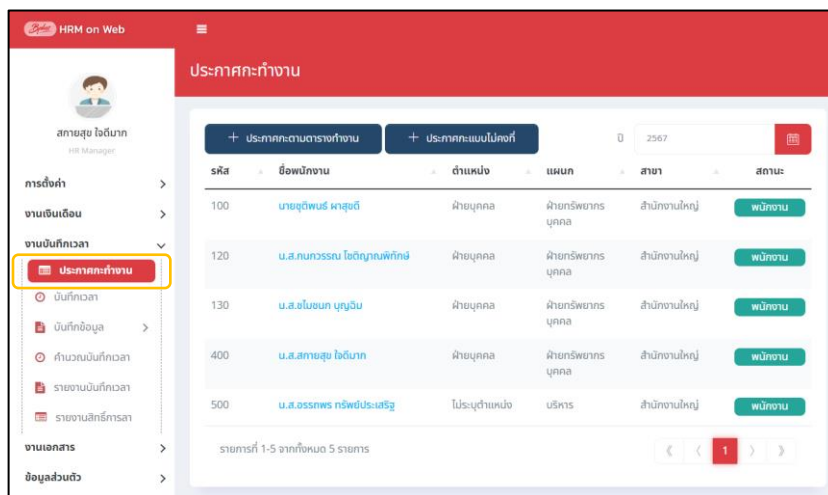 Byte HRM on Web
ประกาศกะทำงาน
สกายสุข ใจดีมาก
HR Manager
การตั้งค่า
งานเงินเดือน
งานบันทึกเวลา
ประกาศกะทำงาน
บันทึกเวลา
บันทึกข้อมูล
คำนวณบันทึกเวลา
รายงานบันทึกเวลา
รายงานสิทธิ์การลา
งานเอกสาร
ข้อมูลส่วนตัว
+ ประกาศกะตามตารางทำงาน + ประกาศกะแบบไม่คงที่ ปี 2567
รหัส ชื่อพนักงาน ตำแหน่ง แผนก สาขา สถานะ
100 นายชุติพนธ์ ผาสุขดี ฝ่ายบุคคล ฝ่ายทรัพยากร สำนักงานใหญ่ พนักงาน
บุคคล
120 น.ส.กนกวรรณ โชติญาณพิทักษ์ ฝ่ายบุคคล ฝ่ายทรัพยากร สำนักงานใหญ่ พนักงาน
บุคคล
130 น.ส.ชไมชนก บุญฉิม ฝ่ายบุคคล ฝ่ายทรัพยากร สำนักงานใหญ่ พนักงาน
บุคคล
400 น.ส.สกายสุข ใจดีมาก ฝ่ายบุคคล ฝ่ายทรัพยากร สำนักงานใหญ่ พนักงาน
บุคคล
500 น.ส.อรรถพร ทรัพย์ประเสริฐ ไม่ระบุตำแหน่ง บริหาร สำนักงานใหญ่ พนักงาน
รายการที่ 1-5 จากทั้งหมด 5 รายการ 1